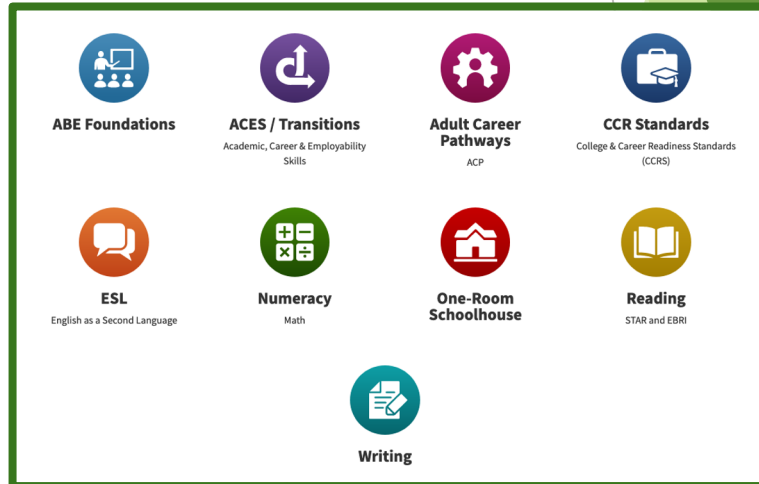 ABE Foundations
ACES / Transitions
Academic, Career & Employability
Skills
Adult Career
Pathways
ACP
CCR Standards
College & Career Readiness Standards
(CCRS)
ESL
English as a Second Language
Numeracy
Math
One-Room
Schoolhouse
Reading
STAR and EBRI
Writing